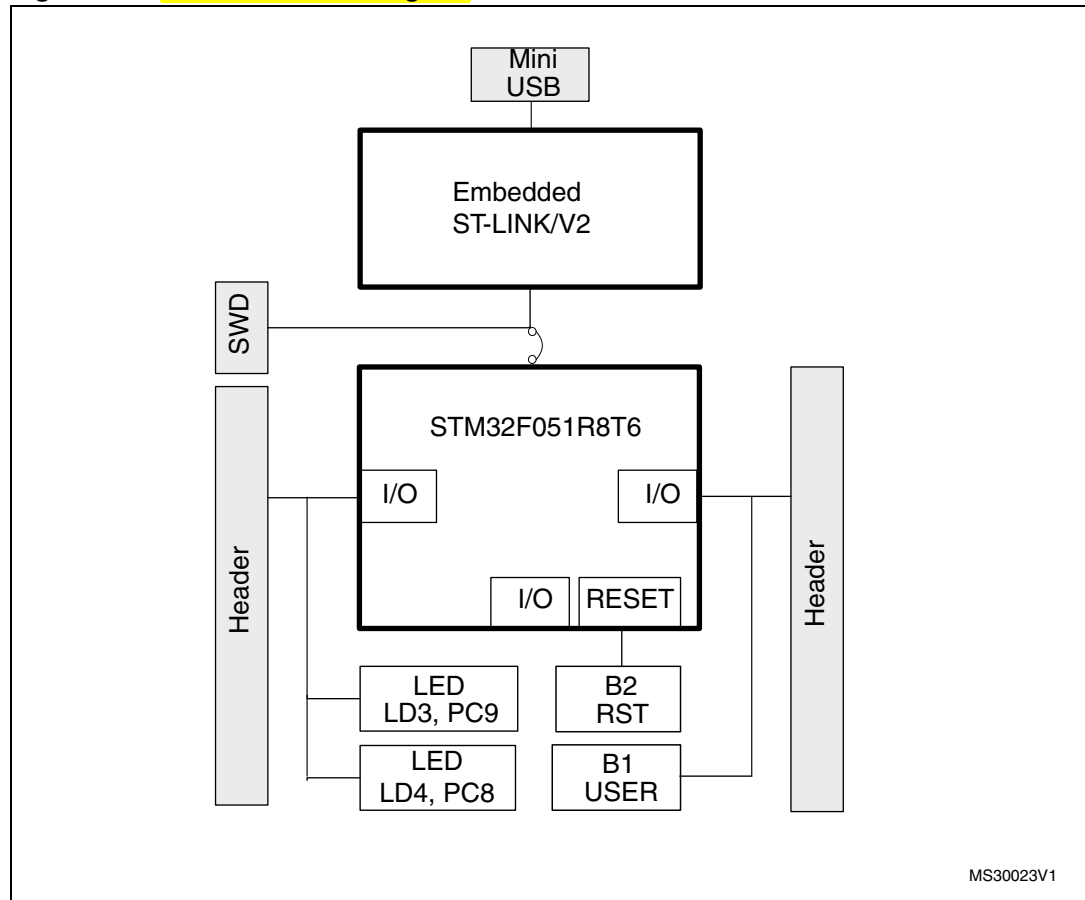 Mini
USB
Embedded
ST-LINK/V2
SWD
STM32F051R8T6
I/O
I/O
Header
Header
I/O
RESET
LED
LD3, PC9
B2
RST
LED
LD4, PC8
B1
USER
MS30023V1